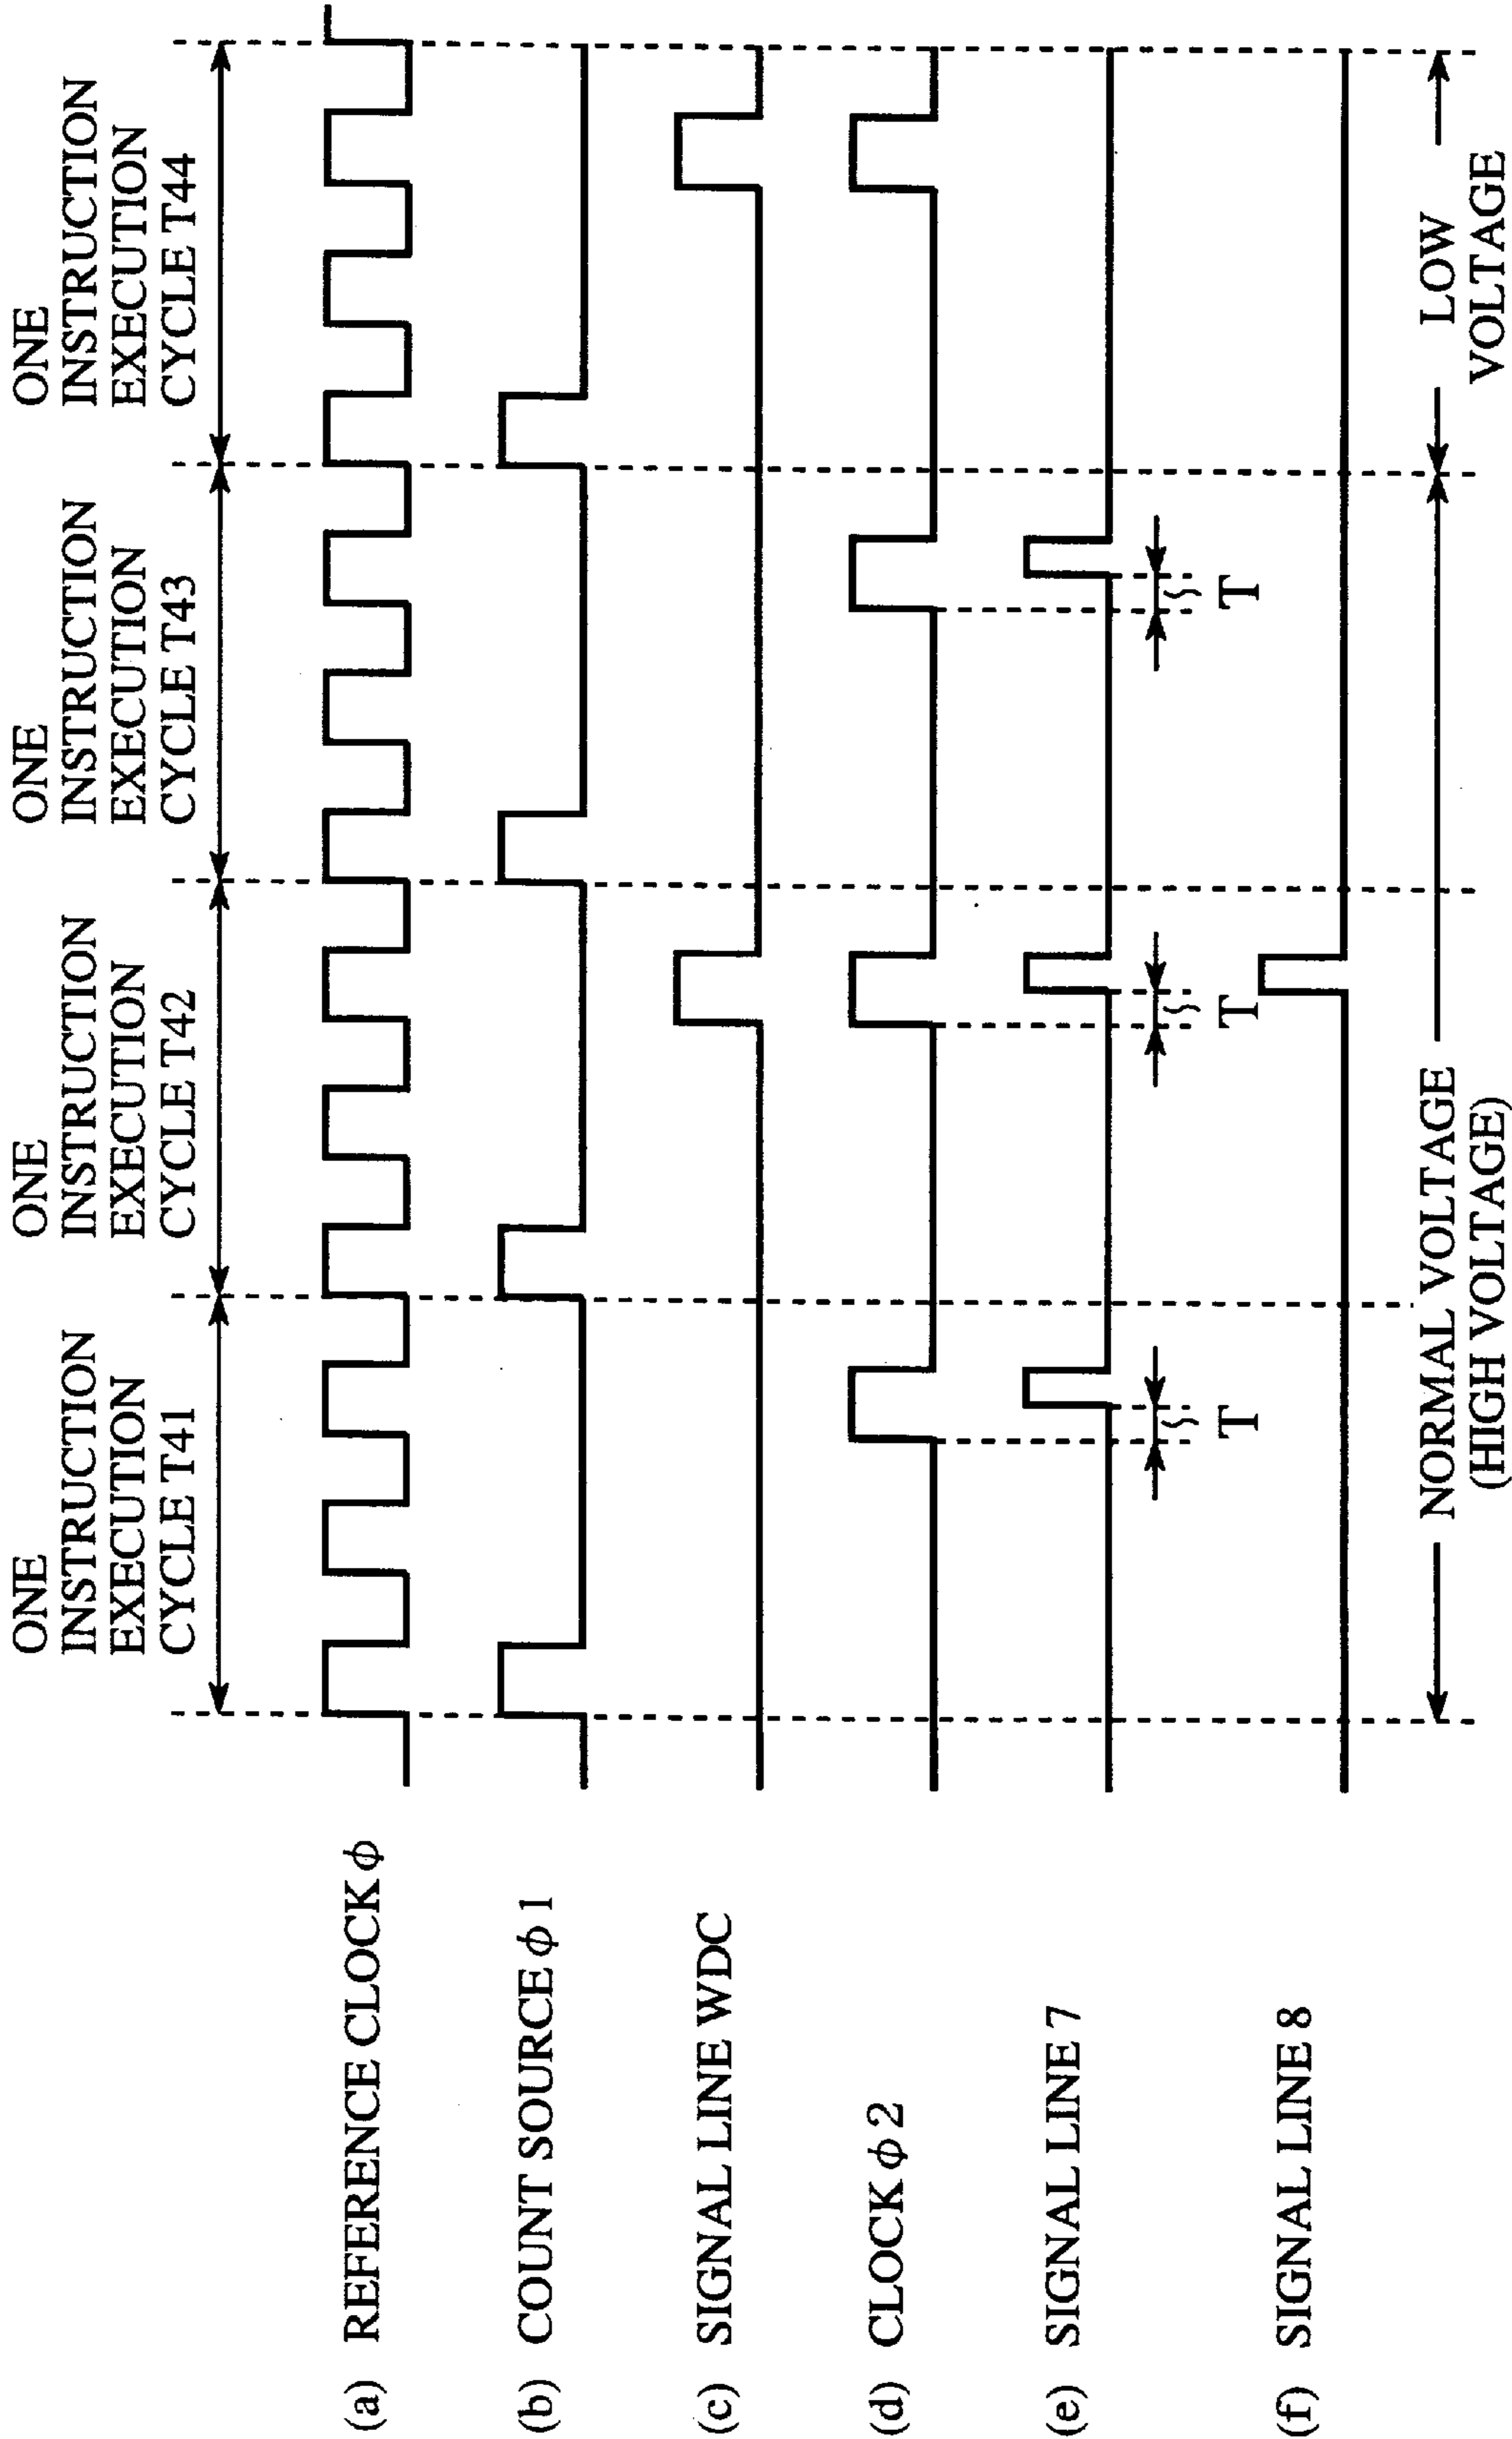 ONE
INSTRUCTION
EXECUTION
CYCLE T41
ONE
INSTRUCTION
EXECUTION
CYCLE T42
ONE
INSTRUCTION
EXECUTION
CYCLE T43
ONE
INSTRUCTION
EXECUTION
CYCLE T44
(a) REFERENCE CLOCK ϕ
(b) COUNT SOURCE ϕ 1
(c) SIGNAL LINE WDC
(d) CLOCK ϕ 2
(e) SIGNAL LINE 7
T
T
T
(f) SIGNAL LINE 8
NORMAL VOLTAGE
(HIGH VOLTAGE)
LOW
VOLTAGE